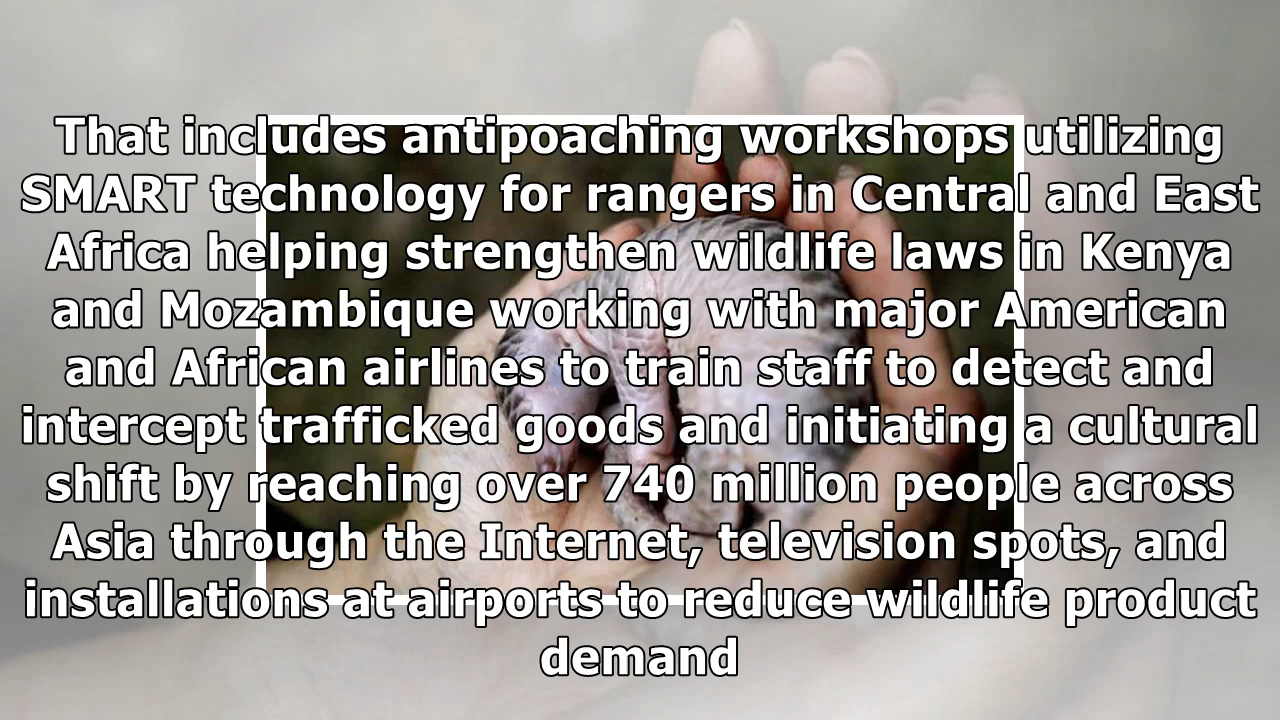 That includes antipoaching workshops utilizing
SMART technology for rangers in Central and East
Africa helping strengthen wildlife laws in Kenya
and Mozambique working with major American
and African airlines to train staff to detect and
intercept trafficked goods and initiating a cultural
shift by reaching over 740 million people across
Asia through the Internet, television spots, and
installations at airports to reduce wildlife product
demand